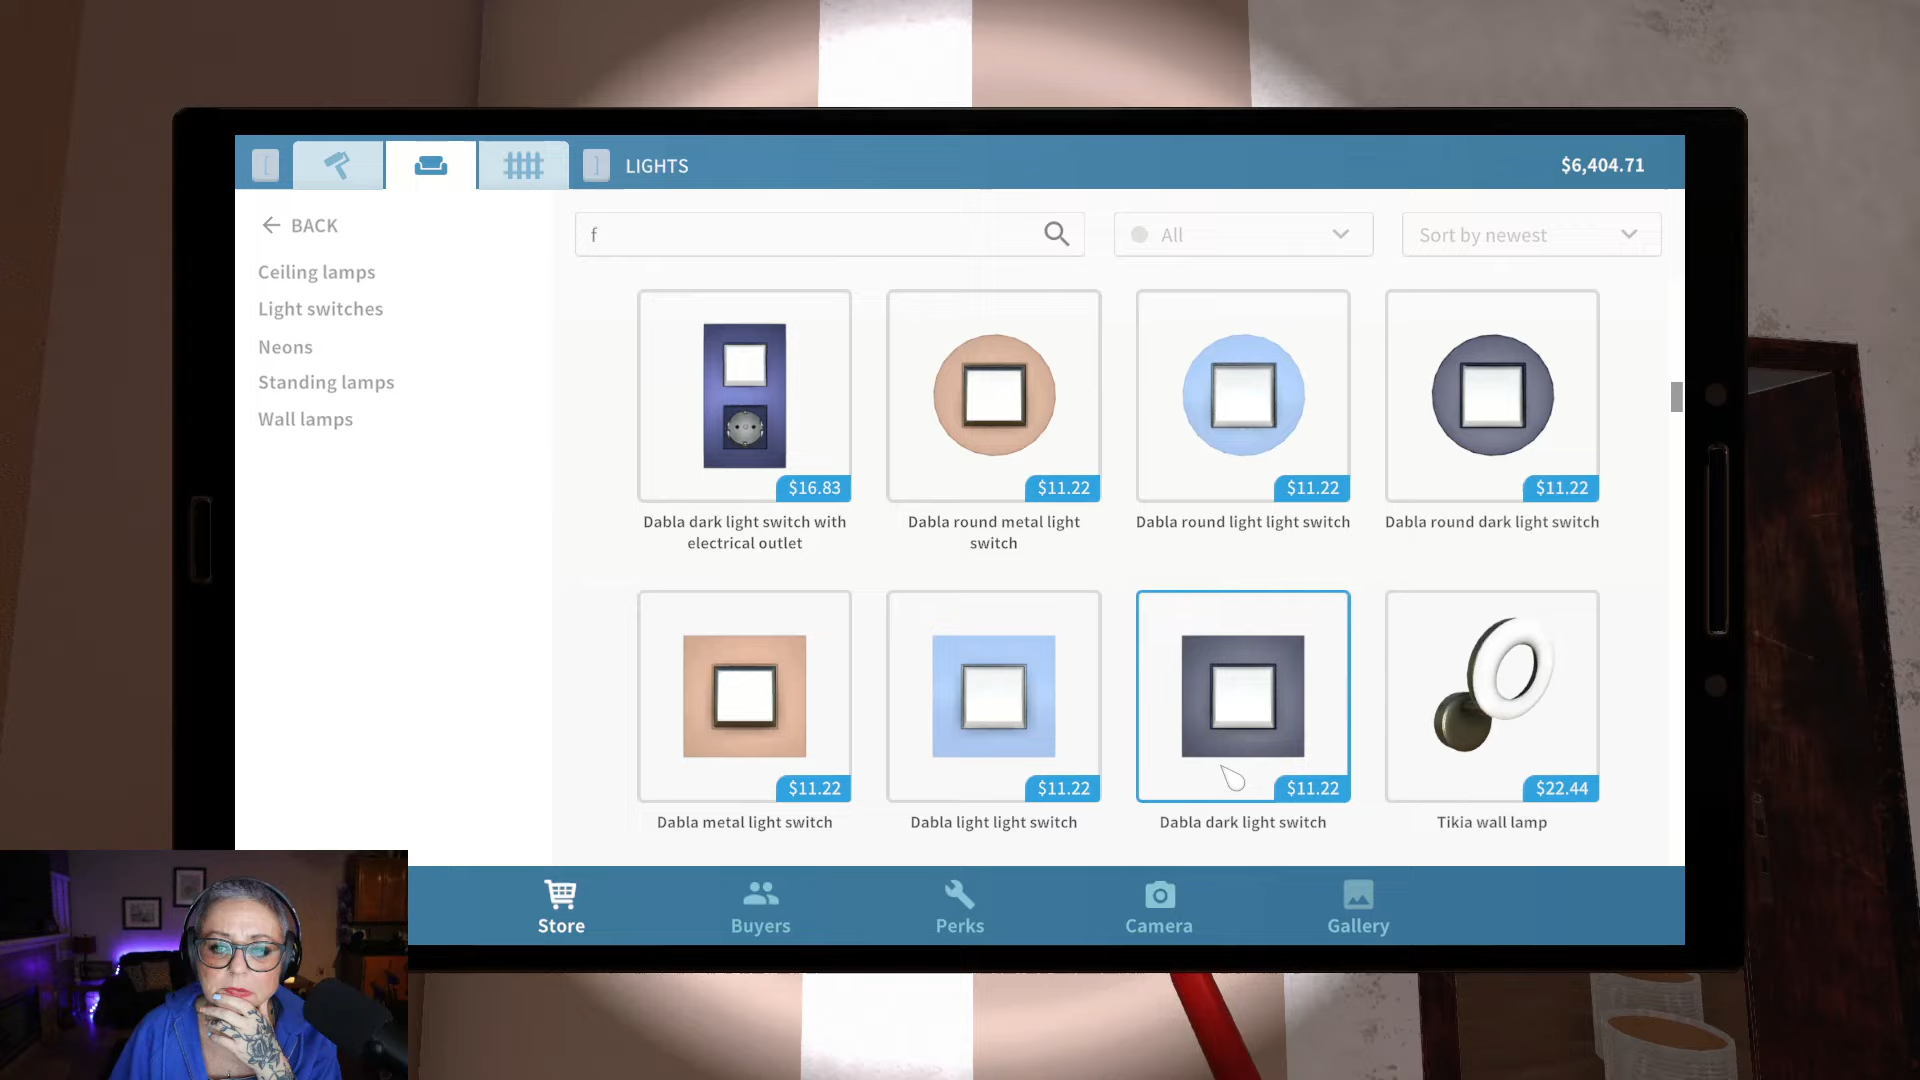 [
]
LIGHTS
$6,404.71
BACK
f
All
Sort by newest
Ceiling lamps
Light switches
Neons
Standing lamps
Wall lamps
$16.83
$11.22
$11.22
$11.22
Dabla dark light switch with
electrical outlet
Dabla round metal light
switch
Dabla round light light switch
Dabla round dark light switch
$11.22
$11.22
$11.22
$22.44
Dabla metal light switch
Dabla light light switch
Dabla dark light switch
Tikia wall lamp
Store
Buyers
Perks
Camera
Gallery